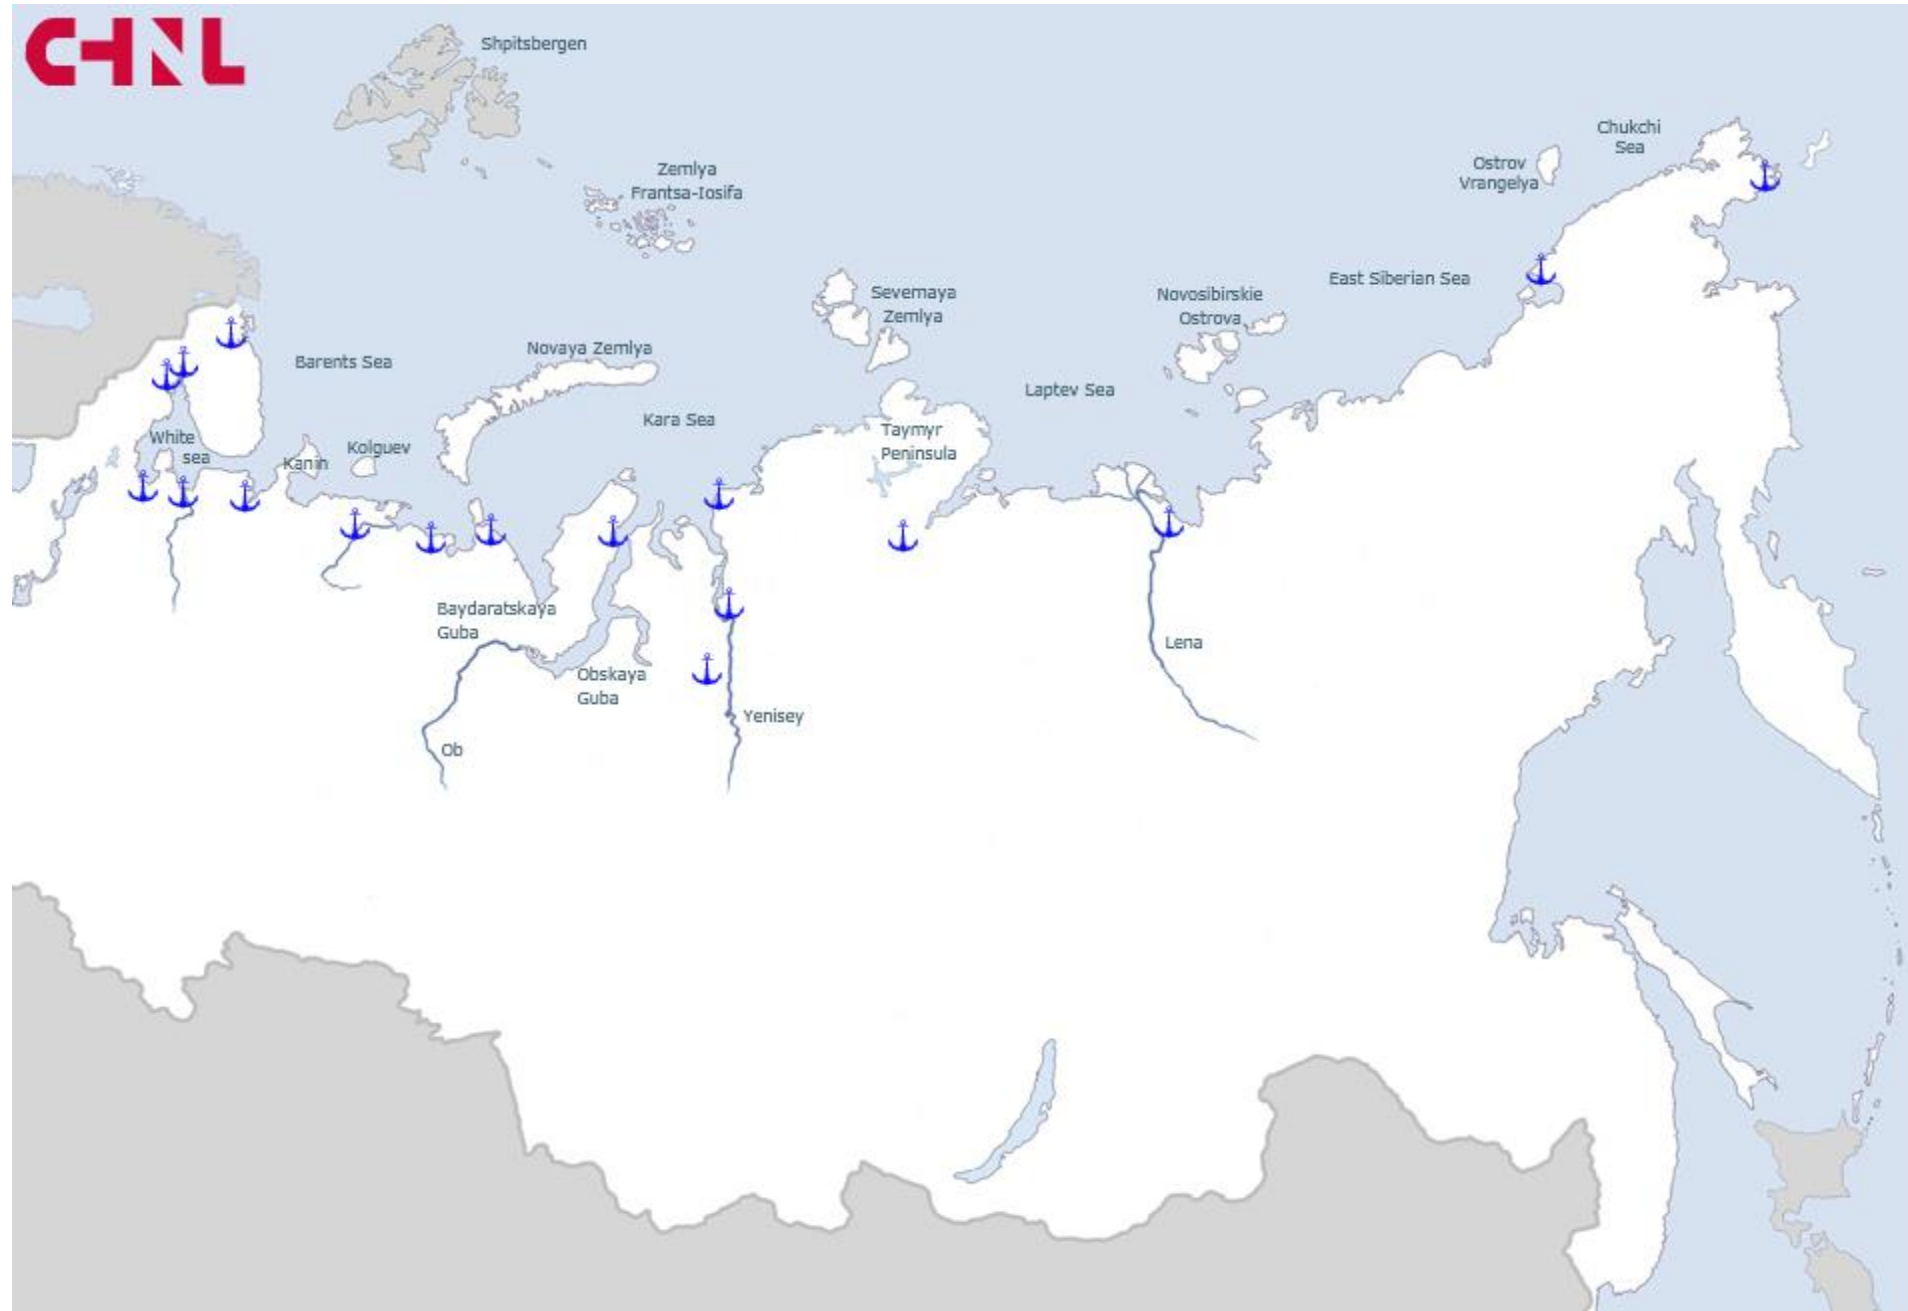 CHNL
Shpitsbergen
Zemlya
Frantsa-Iosifa
Chukchi
Sea
Ostrov
Vrangelya
Severnaya
Zemlya
Novosibirskie
Ostrova
East Siberian Sea
Barents Sea
Novaya Zemlya
Kara Sea
Laptev Sea
White
sea
Kanin
Kolguev
Taymyr
Peninsula
Baydaratskaya
Guba
Obskaya
Guba
Lena
Yenisey
Ob